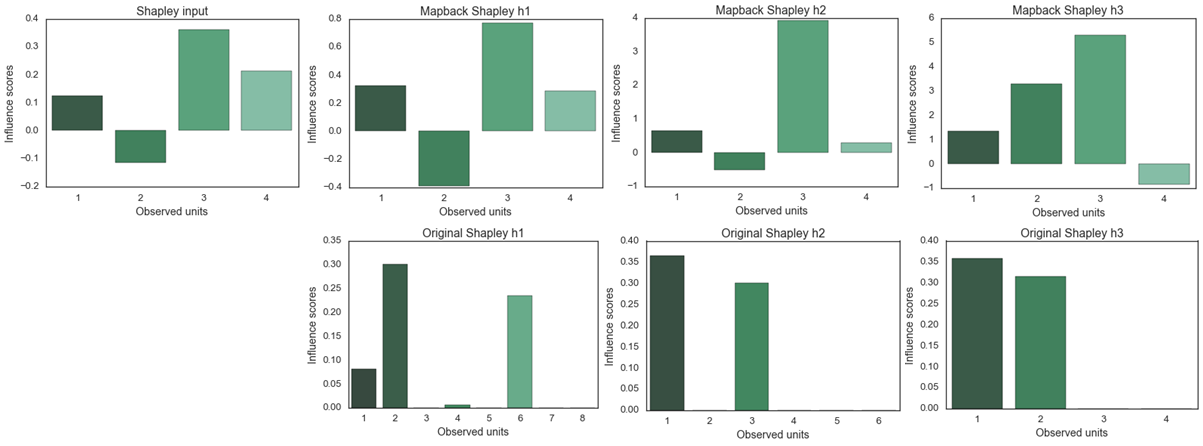 Shapley input
Influence scores
0.4
0.3
0.2
0.1
0.0
−0.1
−0.2
1 2 3 4
Observed units
Mapback Shapley h1
Influence scores
0.8
0.6
0.4
0.2
0.0
−0.2
−0.4
1 2 3 4
Observed units
Mapback Shapley h2
Influence scores
4
3
2
1
0
−1
1 2 3 4
Observed units
Mapback Shapley h3
Influence scores
6
5
4
3
2
1
0
−1
1 2 3 4
Observed units
Original Shapley h1
Influence scores
0.35
0.30
0.25
0.20
0.15
0.10
0.05
0.00
1 2 3 4 5 6 7 8
Observed units
Original Shapley h2
Influence scores
0.40
0.35
0.30
0.25
0.20
0.15
0.10
0.05
0.00
1 2 3 4 5 6
Observed units
Original Shapley h3
Influence scores
0.40
0.35
0.30
0.25
0.20
0.15
0.10
0.05
0.00
1 2 3 4
Observed units